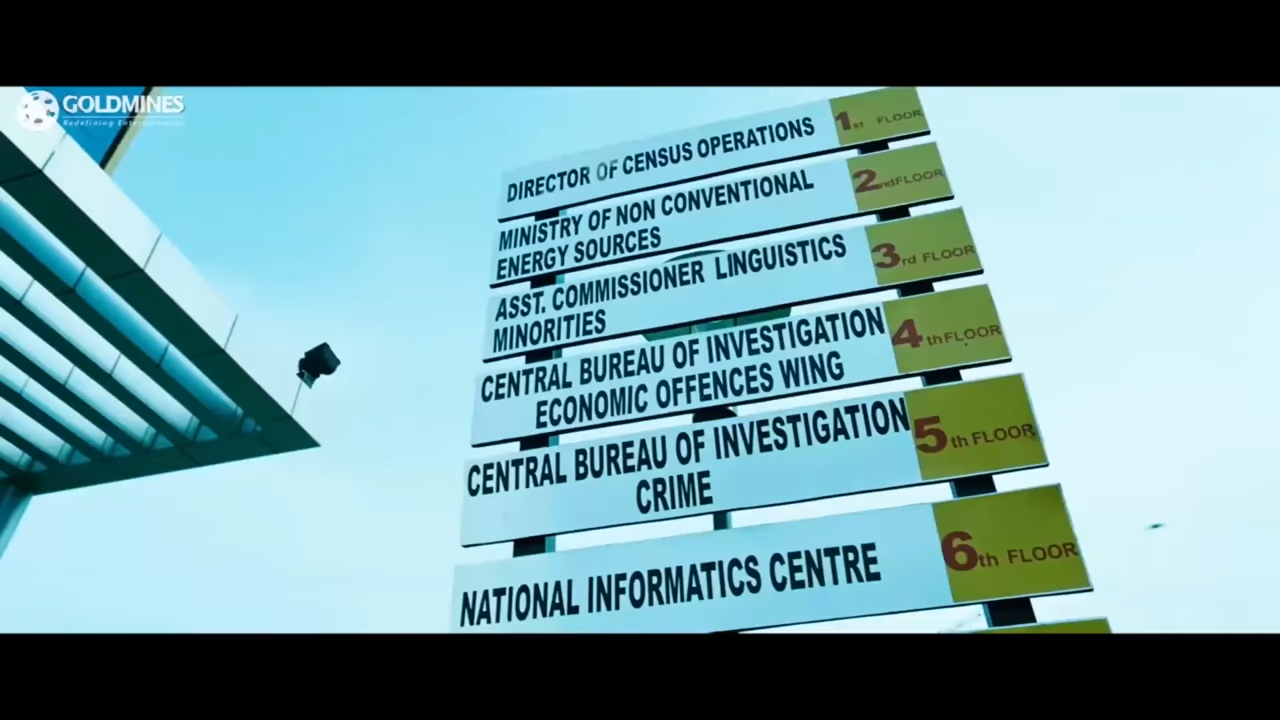 GOLDMINES
Redefining Entertainment
DIRECTOR OF CENSUS OPERATIONS 1st FLOOR
MINISTRY OF NON CONVENTIONAL
ENERGY SOURCES 2nd FLOOR
ASST. COMMISSIONER LINGUISTICS
MINORITIES 3rd FLOOR
CENTRAL BUREAU OF INVESTIGATION
ECONOMIC OFFENCES WING 4th FLOOR
CENTRAL BUREAU OF INVESTIGATION
CRIME 5th FLOOR
NATIONAL INFORMATICS CENTRE 6th FLOOR